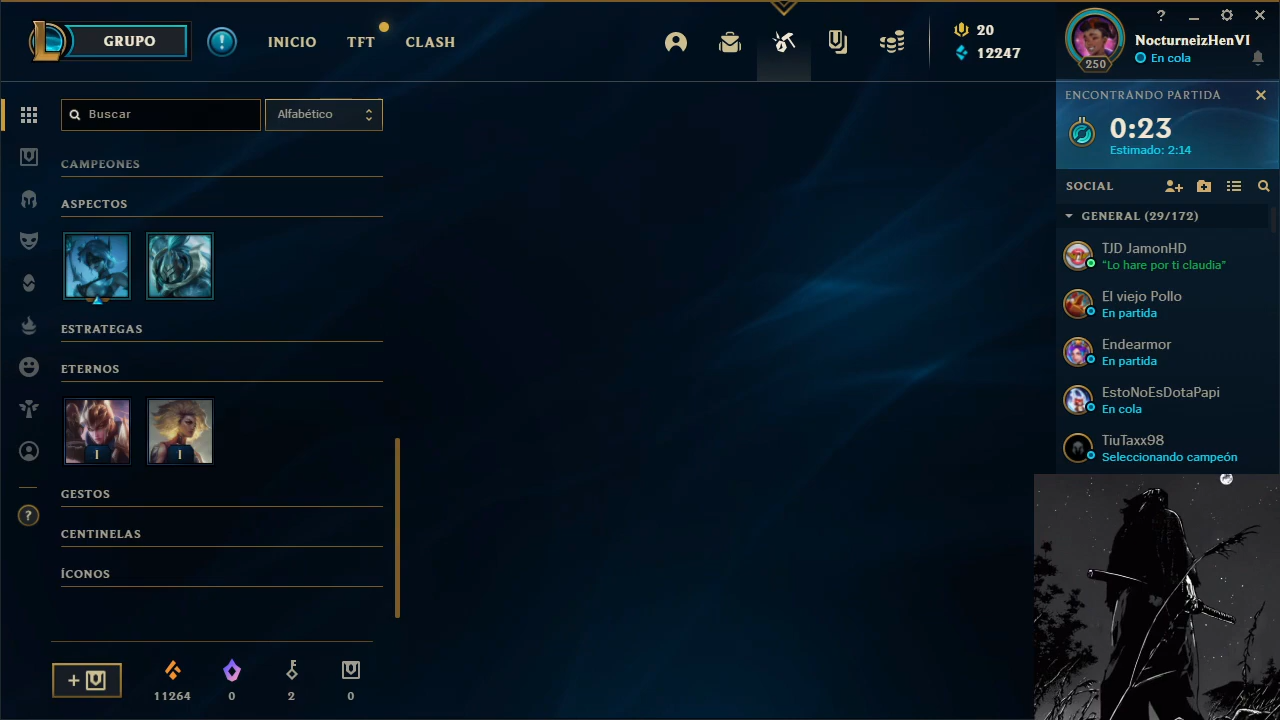 GRUPO
INICIO
TFT
CLASH
20
12247
250
NocturneizHenVI
En cola
ENCONTRANDO PARTIDA
0:23
Estimado: 2:14
Buscar
Alfabético
CAMPEONES
ASPECTOS
ESTRATEGAS
ETERNOS
I
I
GESTOS
CENTINELAS
ÍCONOS
11264
0
2
0
SOCIAL
GENERAL (29/172)
TJD JamonHD
"Lo hare por ti claudia"
El viejo Pollo
En partida
Endearmor
En partida
EstoNoEsDotaPapi
En cola
TiuTaxx98
Seleccionando campeón